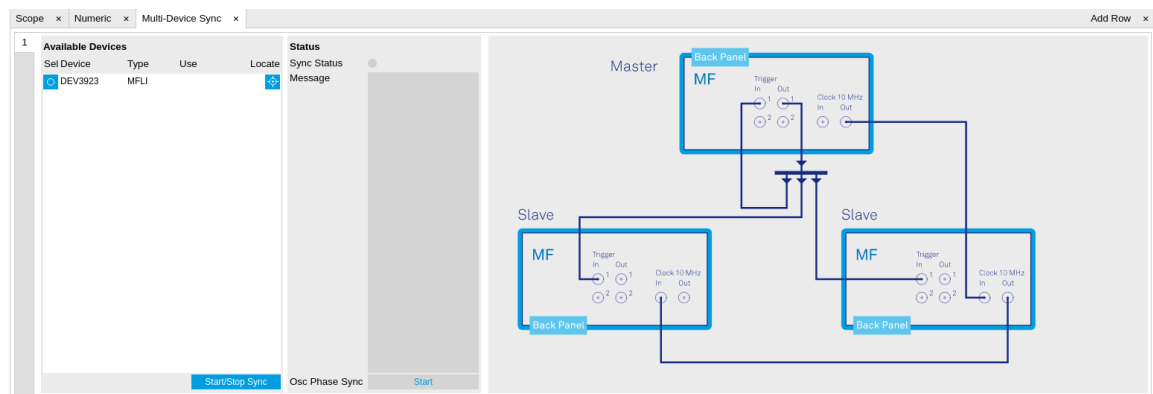 Scope × Numeric × Multi-Device Sync × Add Row ×
1
Available Devices
Sel Device Type Use Locate
DEV3923 MFLI
Start/Stop Sync
Status
Sync Status
Message
Osc Phase Sync Start
Master
Back Panel
MF
Trigger
In Out
1 1
2 2
Clock 10 MHz
In Out
Slave
MF
Trigger
In Out
1 1
2 2
Clock 10 MHz
In Out
Back Panel
Slave
MF
Trigger
In Out
1 1
2 2
Clock 10 MHz
In Out
Back Panel